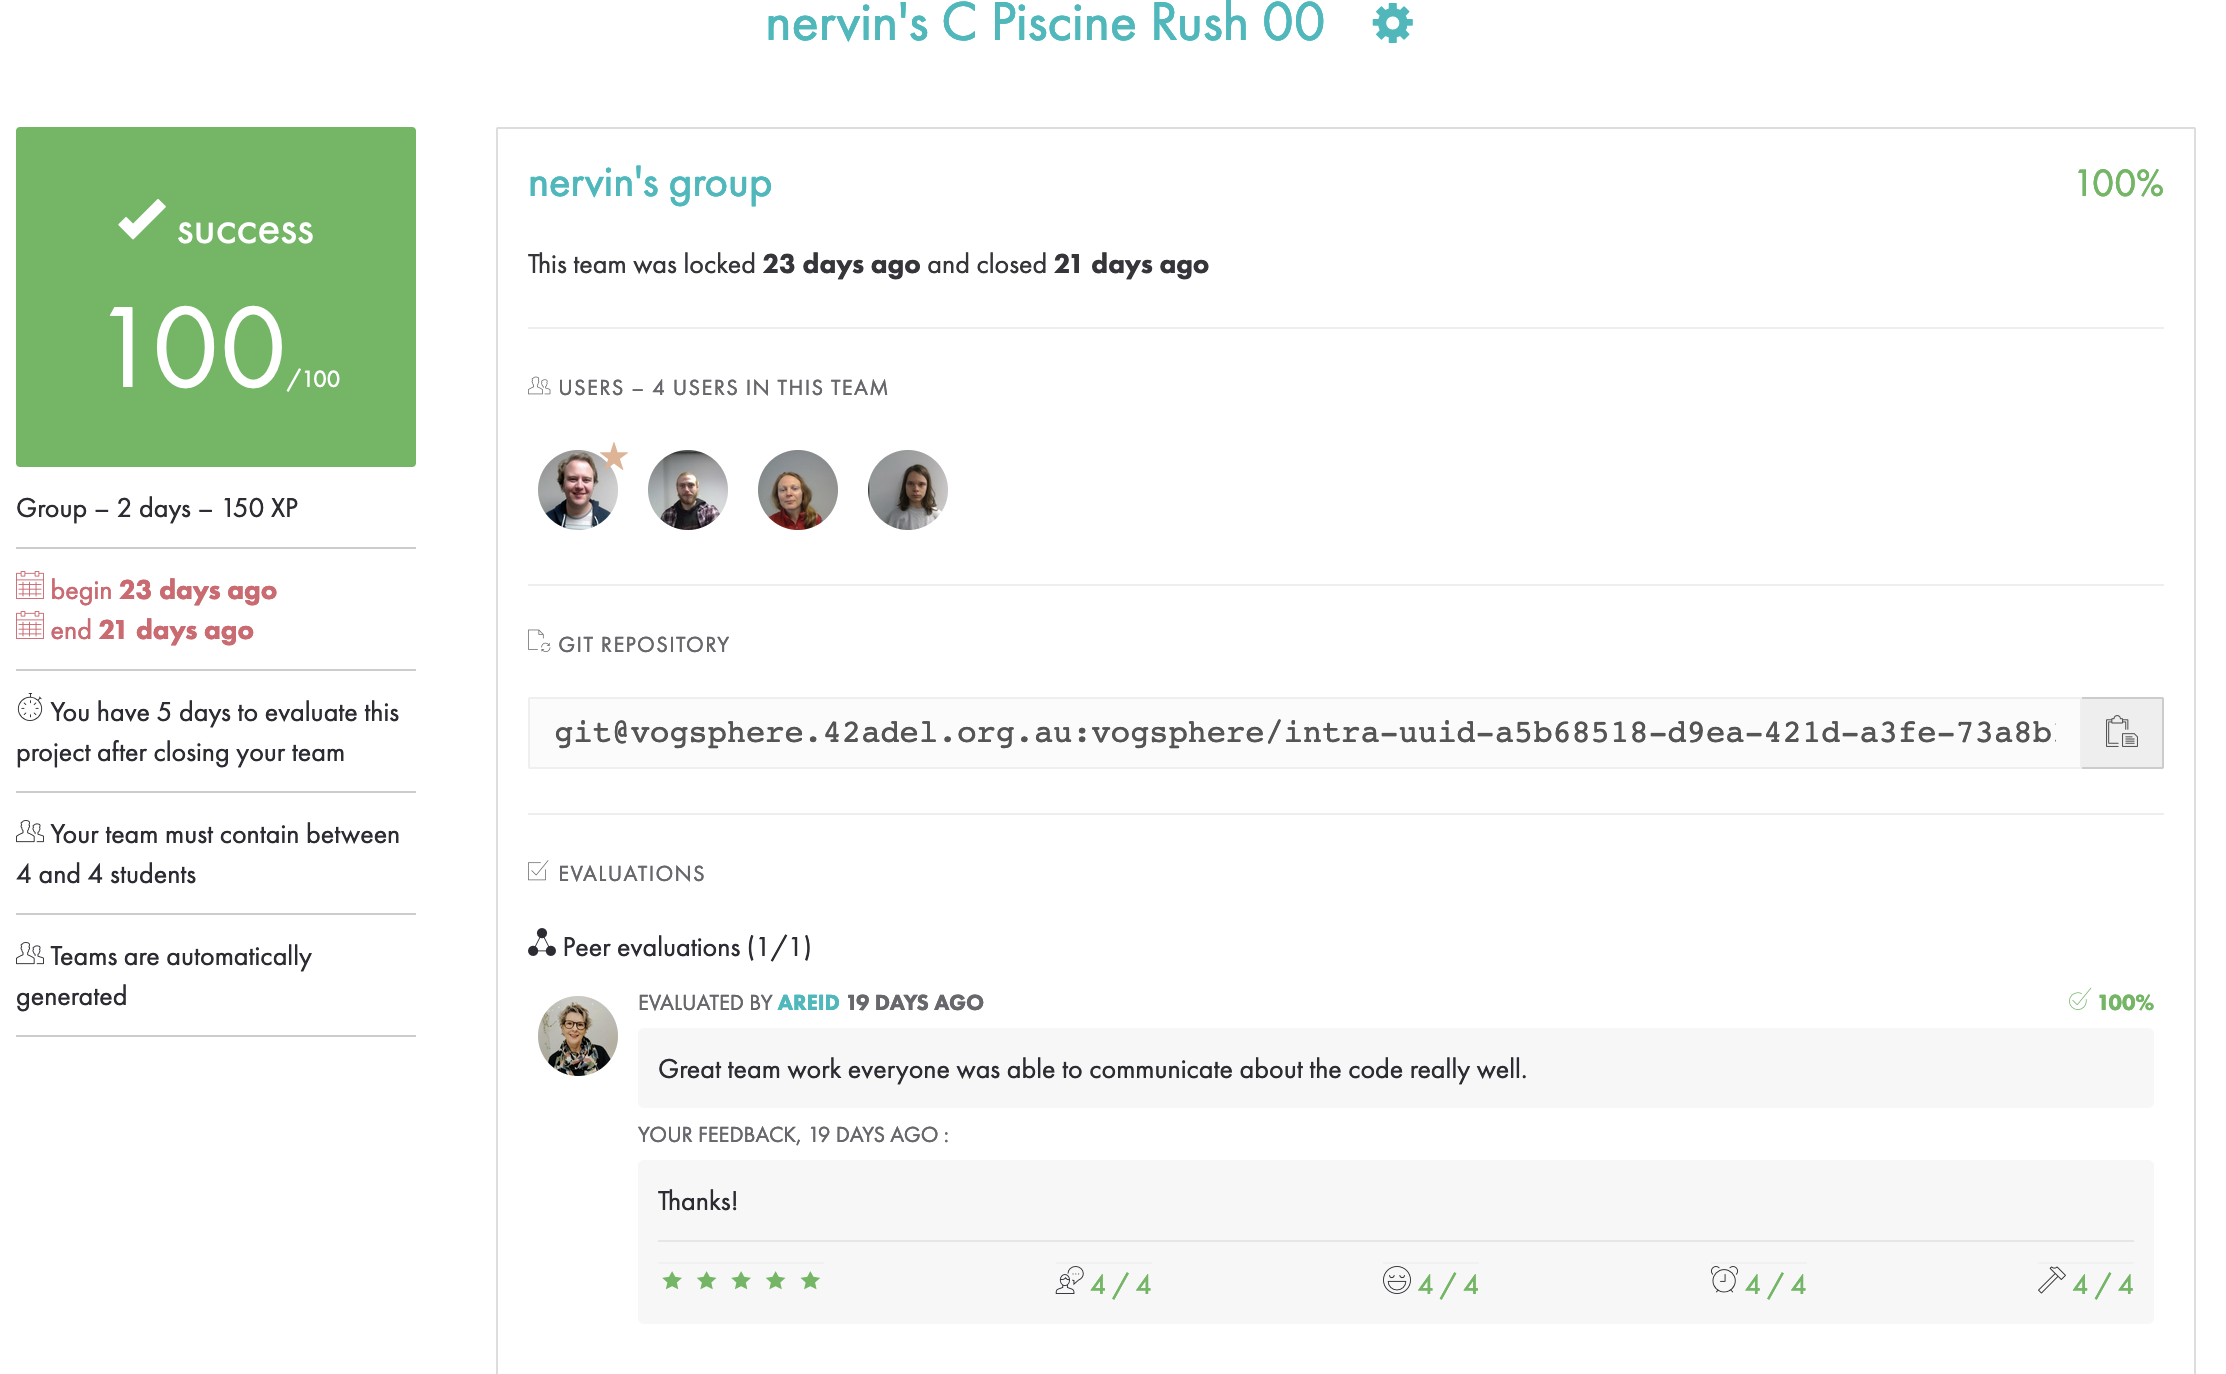 nervin's C Piscine Rush 00
success
100/100
Group – 2 days – 150 XP
begin 23 days ago
end 21 days ago
You have 5 days to evaluate this
project after closing your team
Your team must contain between
4 and 4 students
Teams are automatically
generated
nervin's group
100%
This team was locked 23 days ago and closed 21 days ago
USERS – 4 USERS IN THIS TEAM
GIT REPOSITORY
git@vogsphere.42adel.org.au:vogsphere/intra-uuid-a5b68518-d9ea-421d-a3fe-73a8b
EVALUATIONS
Peer evaluations (1/1)
EVALUATED BY AREID 19 DAYS AGO
100%
Great team work everyone was able to communicate about the code really well.
YOUR FEEDBACK, 19 DAYS AGO :
Thanks!
4 / 4
4 / 4
4 / 4
4 / 4